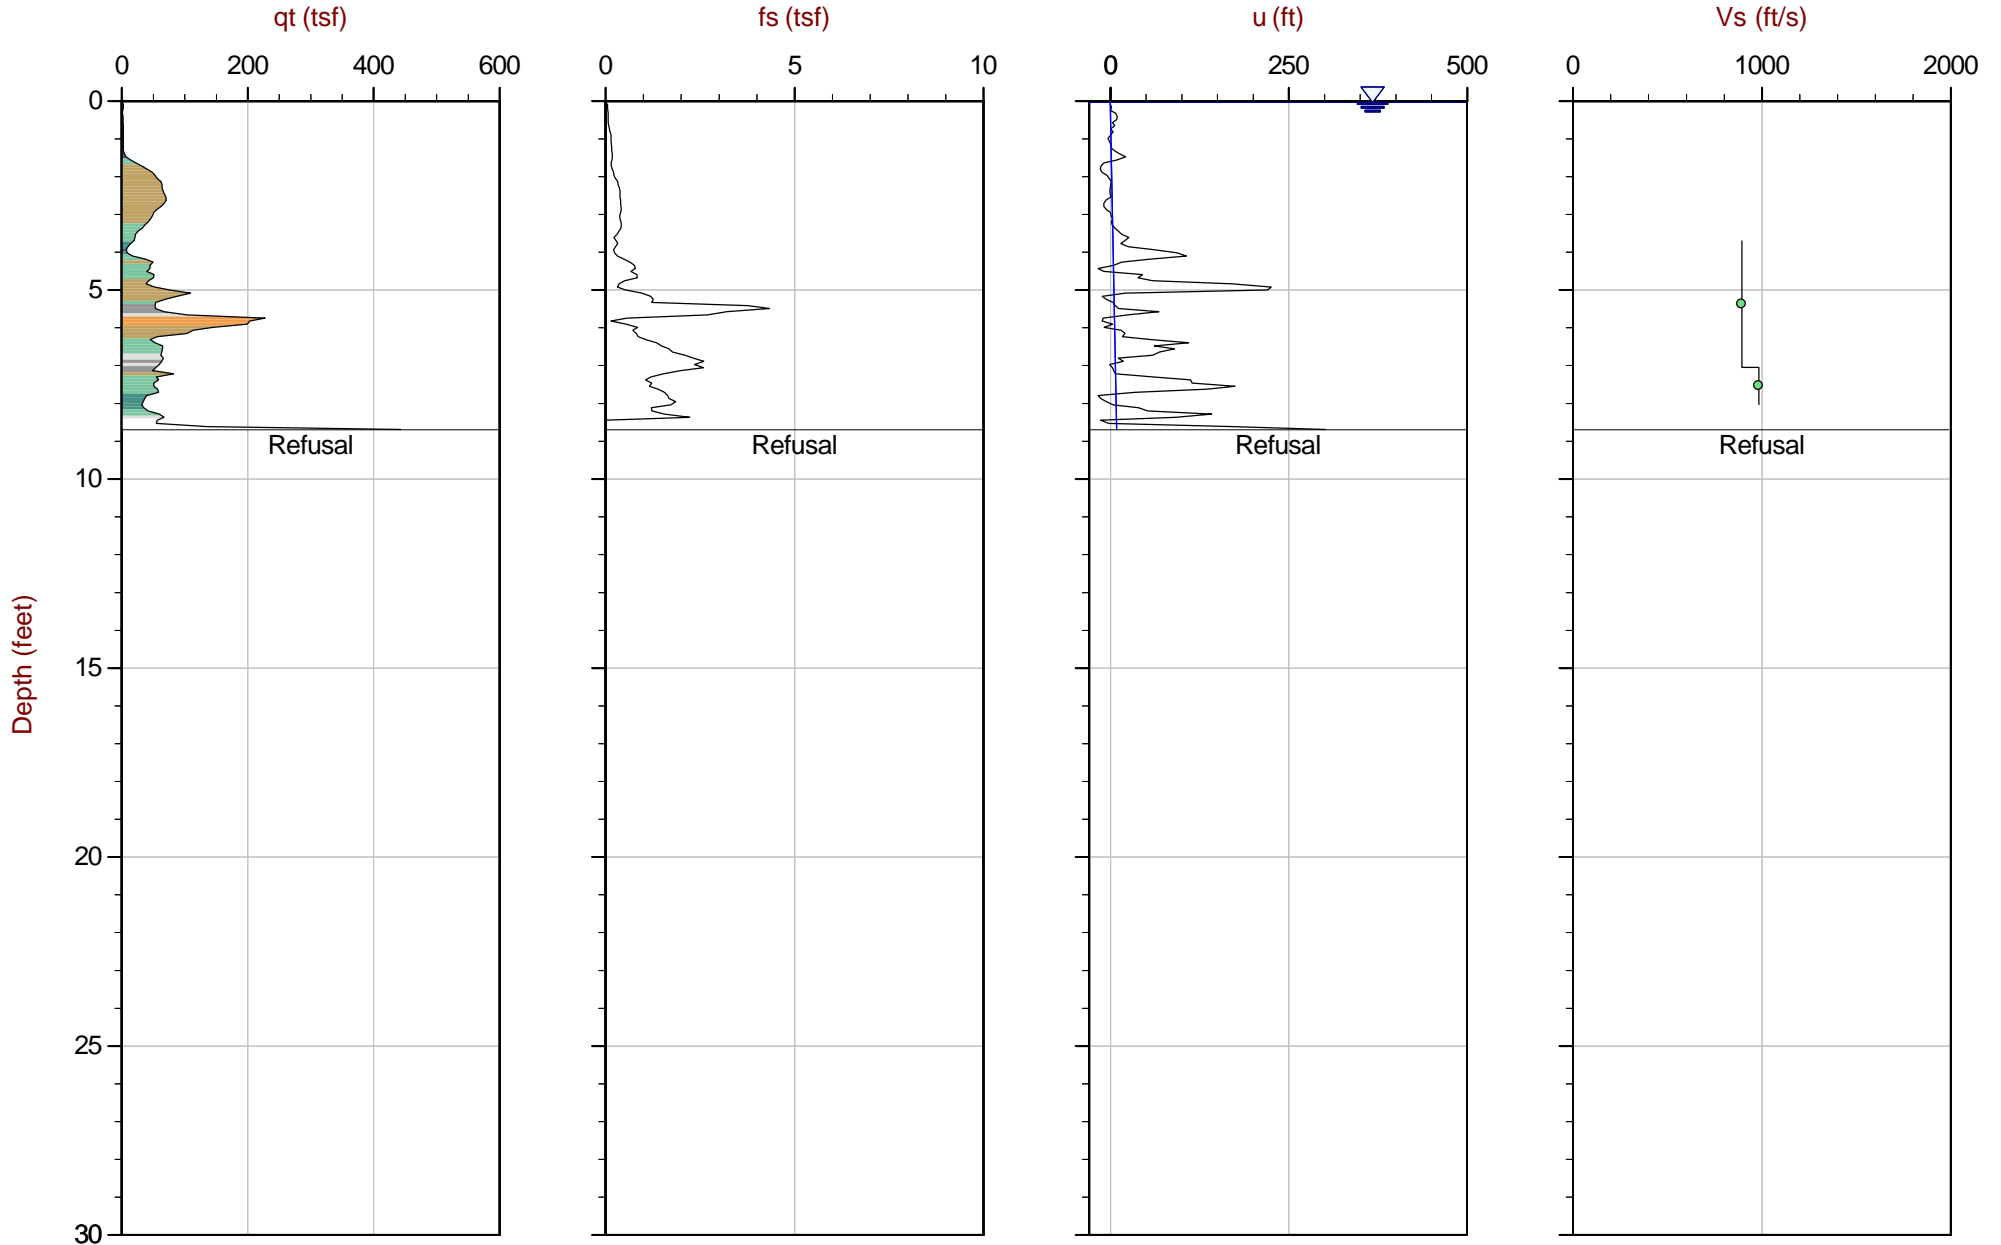 qt (tsf) fs (tsf) u (ft) Vs (ft/s)
0 200 400 600 0 5 10 0 250 500 0 1000 2000
0
5
Refusal Refusal Refusal Refusal
10
Depth (feet)
15
20
25
30